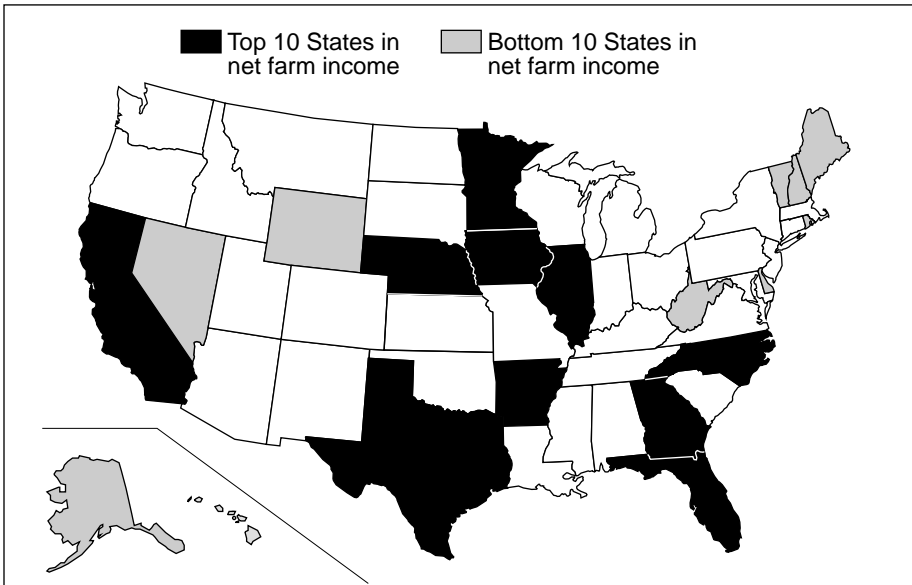 Top 10 States in
net farm income
Bottom 10 States in
net farm income